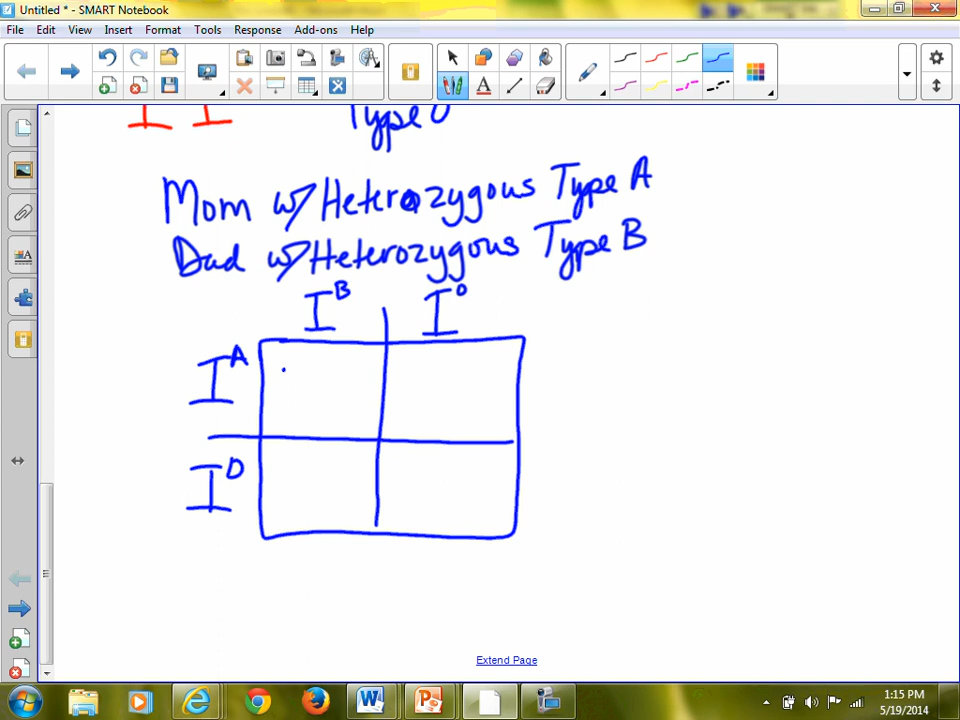 Untitled * - SMART Notebook
File Edit View Insert Format Tools Response Add-ons Help
I I Type O
Mom w/ Heterozygous Type A
Dad w/ Heterozygous Type B
I^B I^O
I^A
I^O
Extend Page
1:15 PM
5/19/2014